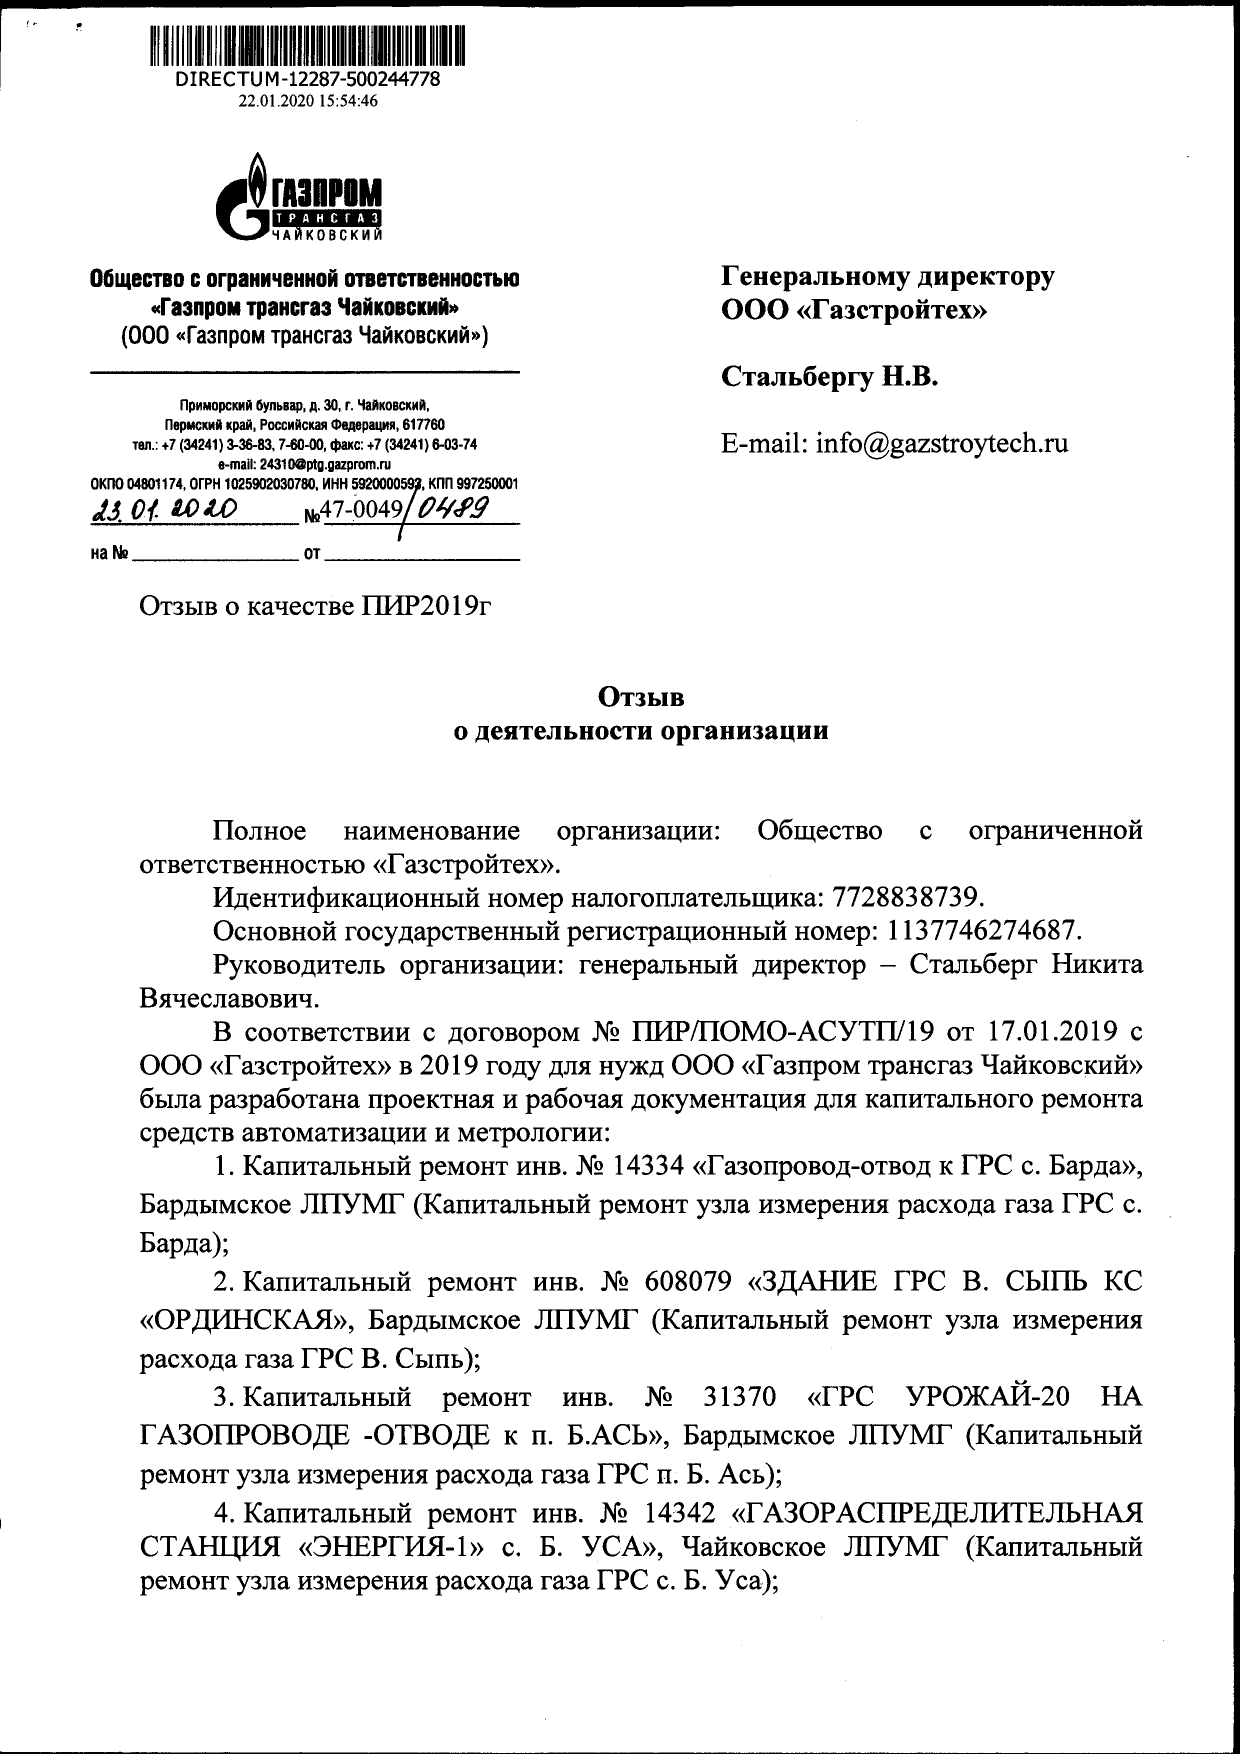 DIRECTUM-12287-500244778
22.01.2020 15:54:46
ГАЗПРОМ
ТРАНСГАЗ
ЧАЙКОВСКИЙ
Общество с ограниченной ответственностью
«Газпром трансгаз Чайковский»
(ООО «Газпром трансгаз Чайковский»)
Приморский бульвар, д. 30, г. Чайковский,
Пермский край, Российская Федерация, 617760
тел.: +7 (34241) 3-36-83, 7-60-00, факс: +7 (34241) 6-03-74
e-mail: 24310@ptg.gazprom.ru
ОКПО 04801174, ОГРН 1025902030780, ИНН 5920000593, КПП 997250001
23.01.2020 №47-0049/0489
на № от
Генеральному директору
ООО «Газстройтех»
Стальбергу Н.В.
E-mail: info@gazstroytech.ru
Отзыв о качестве ПИР2019г
Отзыв
о деятельности организации
Полное наименование организации: Общество с ограниченной
ответственностью «Газстройтех».
Идентификационный номер налогоплательщика: 7728838739.
Основной государственный регистрационный номер: 1137746274687.
Руководитель организации: генеральный директор – Стальберг Никита
Вячеславович.
В соответствии с договором № ПИР/ПОМО-АСУТП/19 от 17.01.2019 с
ООО «Газстройтех» в 2019 году для нужд ООО «Газпром трансгаз Чайковский»
была разработана проектная и рабочая документация для капитального ремонта
средств автоматизации и метрологии:
1. Капитальный ремонт инв. № 14334 «Газопровод-отвод к ГРС с. Барда»,
Бардымское ЛПУМГ (Капитальный ремонт узла измерения расхода газа ГРС с.
Барда);
2. Капитальный ремонт инв. № 608079 «ЗДАНИЕ ГРС В. СЫПЬ КС
«ОРДИНСКАЯ», Бардымское ЛПУМГ (Капитальный ремонт узла измерения
расхода газа ГРС В. Сыпь);
3. Капитальный ремонт инв. № 31370 «ГРС УРОЖАЙ-20 НА
ГАЗОПРОВОДЕ -ОТВОДЕ к п. Б.АСЬ», Бардымское ЛПУМГ (Капитальный
ремонт узла измерения расхода газа ГРС п. Б. Ась);
4. Капитальный ремонт инв. № 14342 «ГАЗОРАСПРЕДЕЛИТЕЛЬНАЯ
СТАНЦИЯ «ЭНЕРГИЯ-1» с. Б. УСА», Чайковское ЛПУМГ (Капитальный
ремонт узла измерения расхода газа ГРС с. Б. Уса);